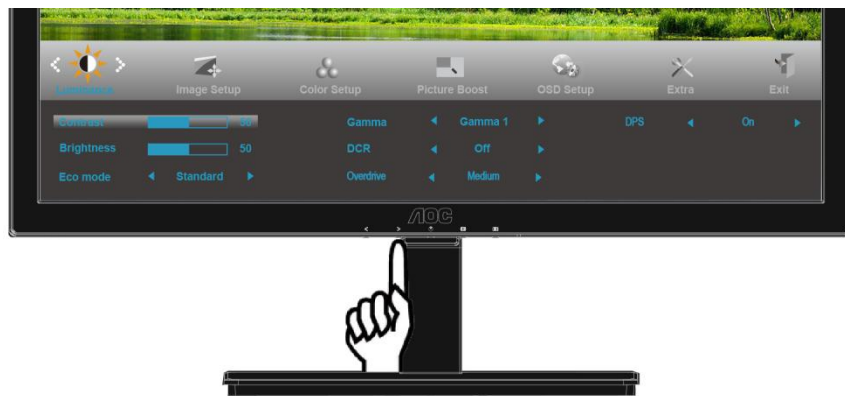 Luminance Image Setup Color Setup Picture Boost OSD Setup Extra Exit
Contrast 50 Gamma Gamma 1 DPS On
Brightness 50 DCR Off
Eco mode Standard Overdrive Medium
AOC
< >